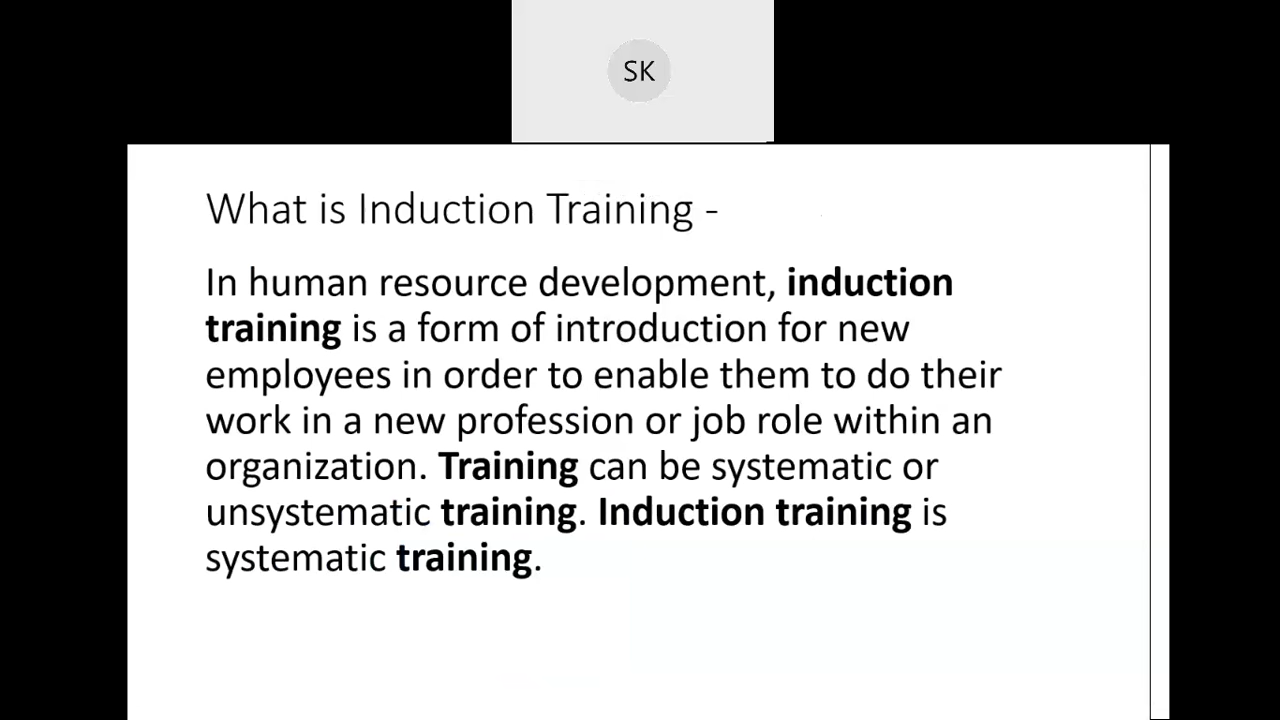 SK
What is Induction Training -
In human resource development, induction
training is a form of introduction for new
employees in order to enable them to do their
work in a new profession or job role within an
organization. Training can be systematic or
unsystematic training. Induction training is
systematic training.